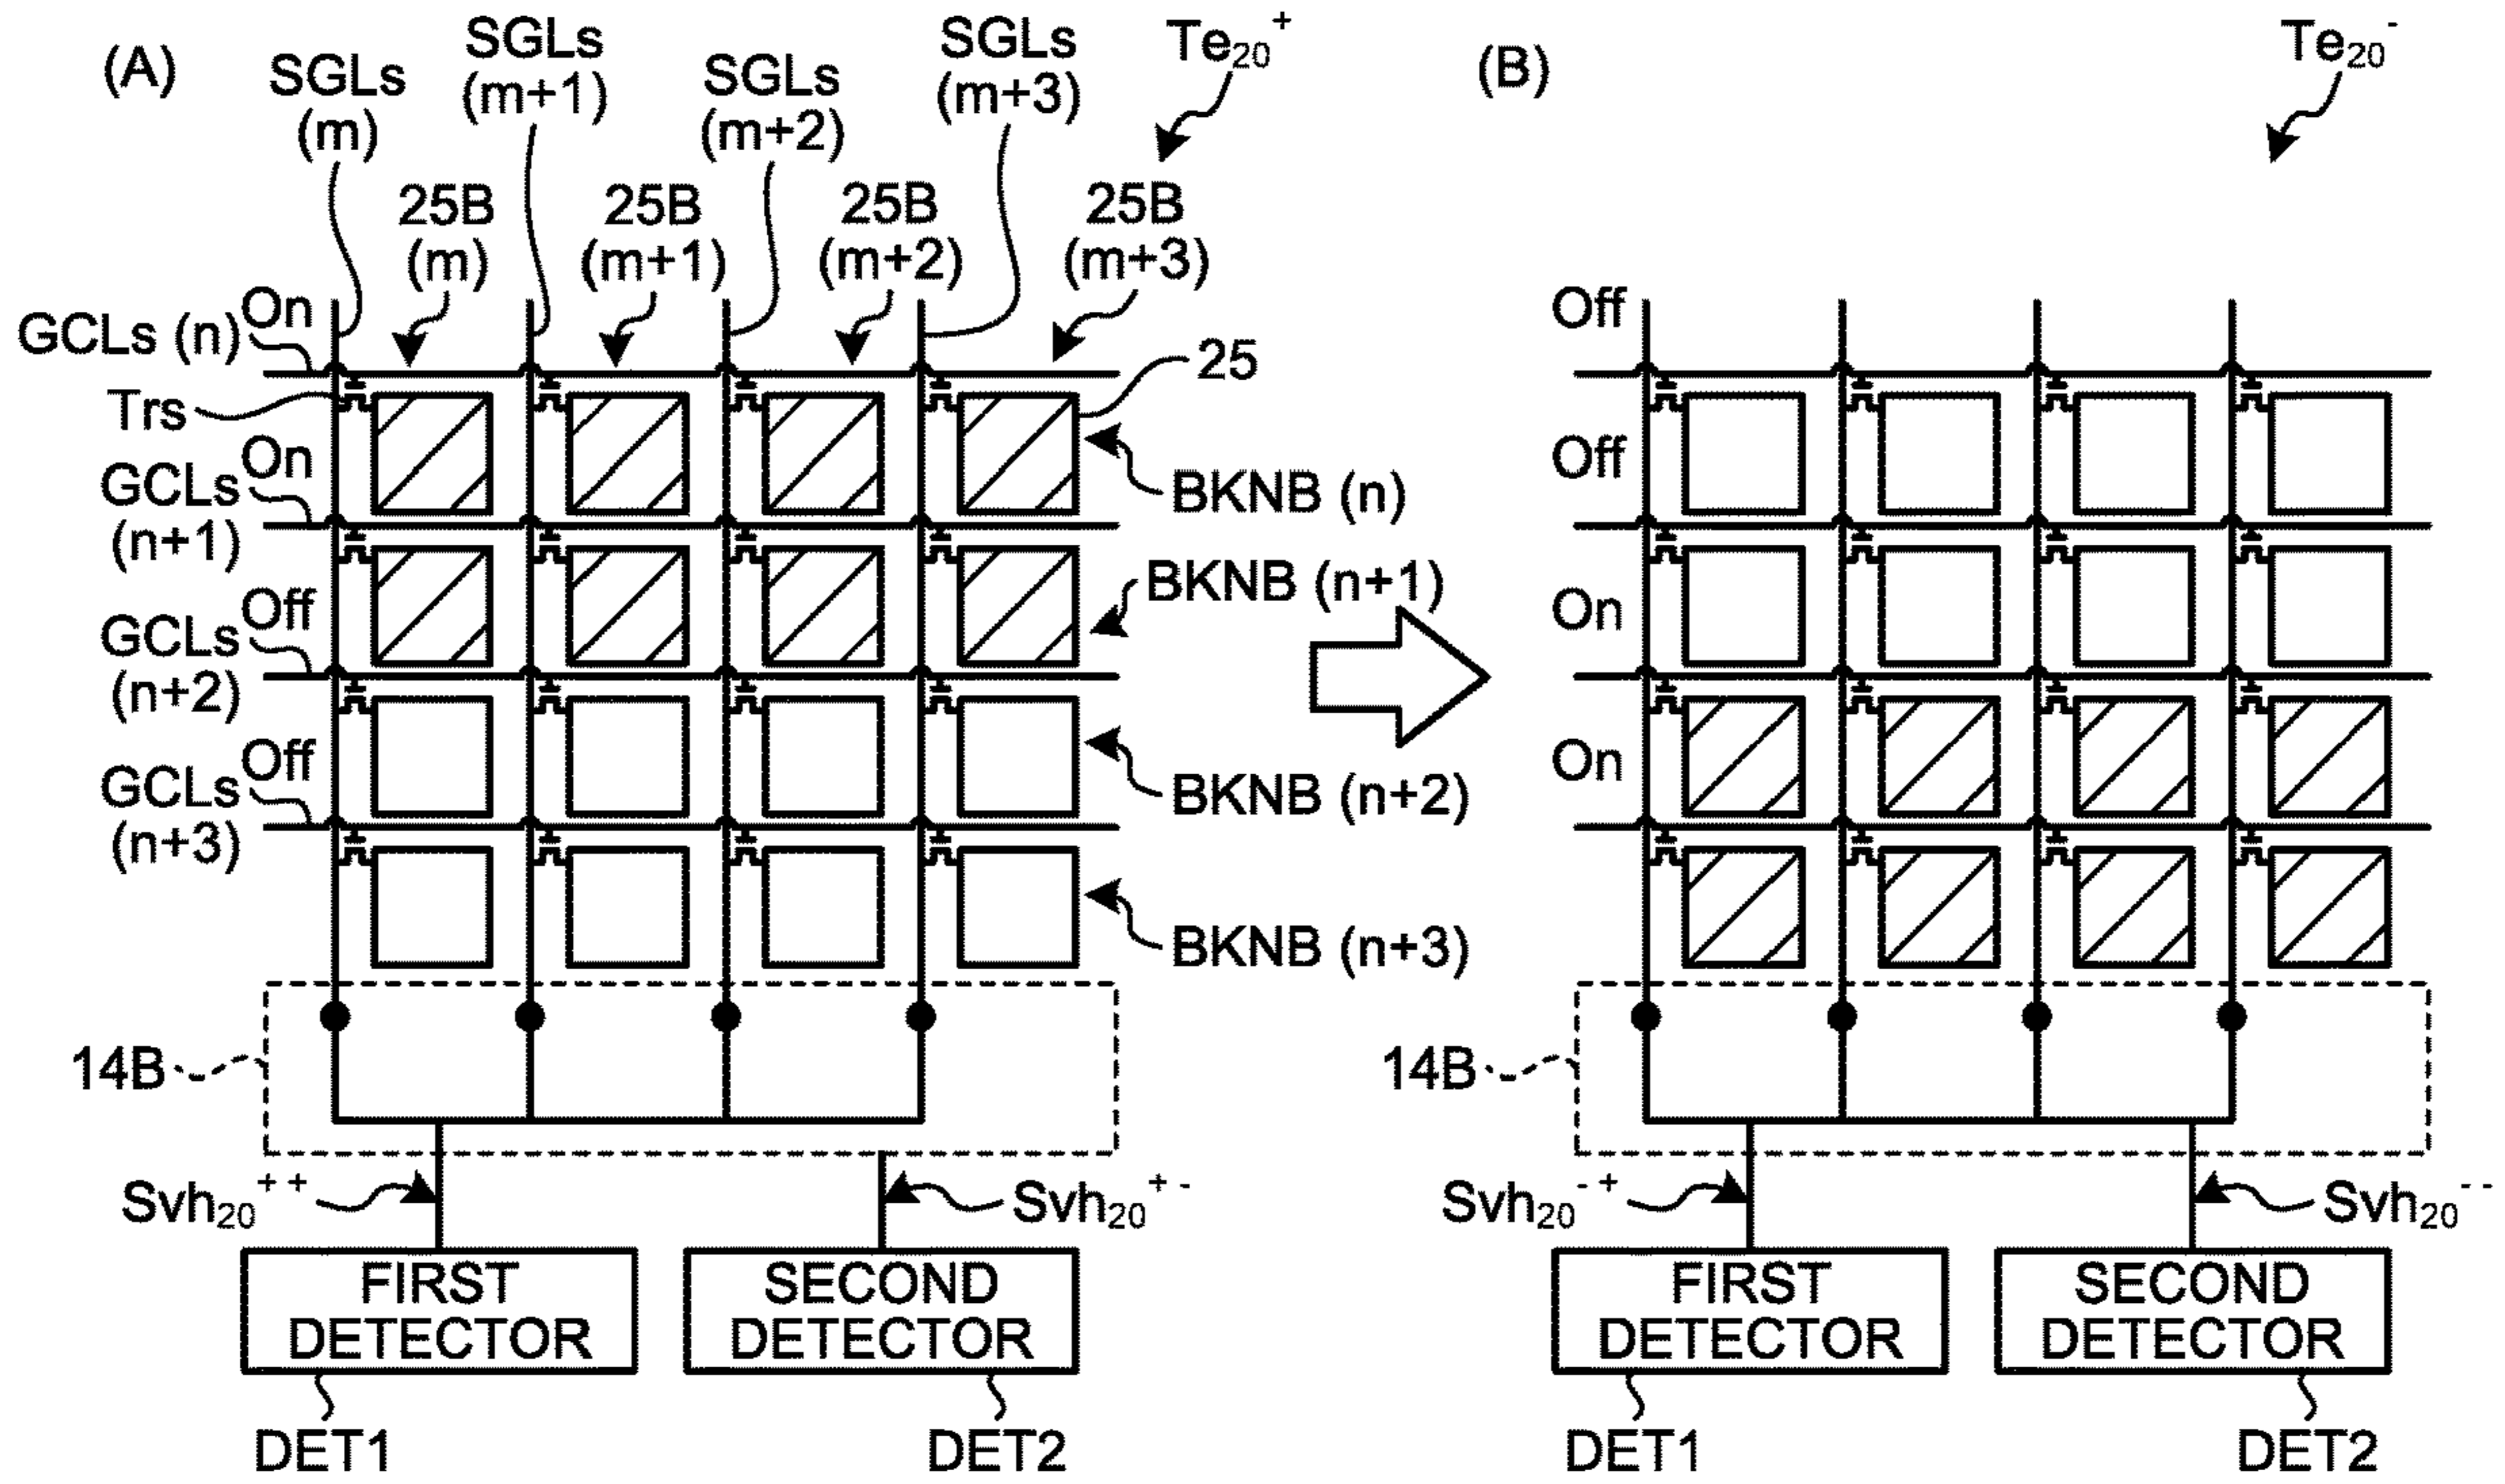 (A)
SGLs
(m)
SGLs
(m+1)
SGLs
(m+2)
SGLs
(m+3)
Te₂₀⁺
25B
(m)
25B
(m+1)
25B
(m+2)
25B
(m+3)
GCLs (n)
On
25
Trs
On
GCLs
(n+1)
BKNB (n)
Off
GCLs
(n+2)
BKNB (n+1)
Off
GCLs
(n+3)
BKNB (n+2)
BKNB (n+3)
14B
Svh₂₀⁺⁺
Svh₂₀⁺⁻
FIRST
DETECTOR
SECOND
DETECTOR
DET1
DET2
(B)
Te₂₀⁻
Off
Off
On
On
14B
Svh₂₀⁻⁺
Svh₂₀⁻⁻
FIRST
DETECTOR
SECOND
DETECTOR
DET1
DET2